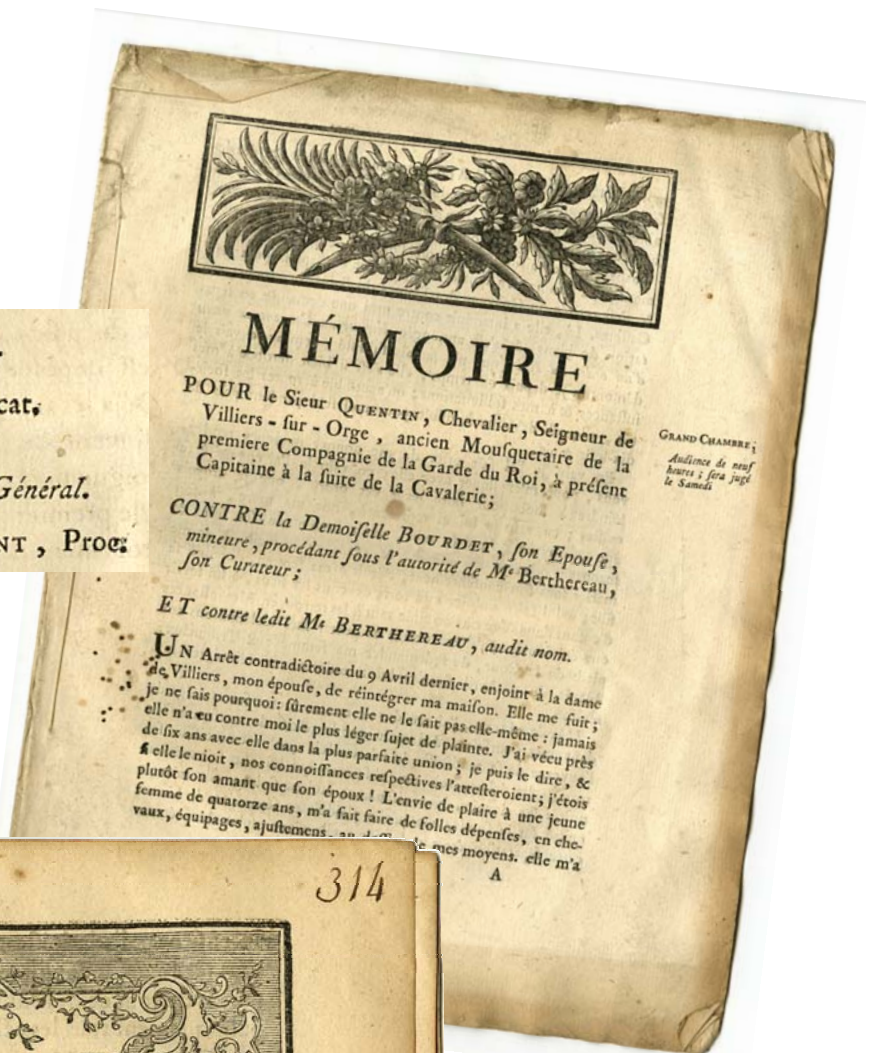 MÉMOIRE
POUR le Sieur QUENTIN, Chevalier, Seigneur de
Villiers-ſur-Orge, ancien Mouſquetaire de la
premiere Compagnie de la Garde du Roi, à préſent
Capitaine à la ſuite de la Cavalerie;
GRAND CHAMBRE;
Audience de neuf
heures; ſera jugé
le Samedi
CONTRE la Demoiſelle BOURDET, ſon Epouſe,
mineure, procédant ſous l'autorité de Me Berthereau,
ſon Curateur;
ET contre ledit Me BERTHEREAU, audit nom.
UN Arrêt contradictoire du 9 Avril dernier, enjoint à la dame
de Villiers, mon épouſe, de réintégrer ma maiſon. Elle me fuit;
je ne ſais pourquoi: ſûrement elle ne le ſait pas elle-même: jamais
elle n'a eu contre moi le plus léger ſujet de plainte. J'ai vécu près
de ſix ans avec elle dans la plus parfaite union; je puis le dire, &
ſi elle le nioit, nos connoiſſances reſpectives l'atteſteroient; j'étois
plutôt ſon amant que ſon époux! L'envie de plaire à une jeune
femme de quatorze ans, m'a fait faire de folles dépenſes, en che-
vaux, équipages, ajuſtemens, mes moyens. elle m'a
A
cat.
Général.
NT, Proc.
314